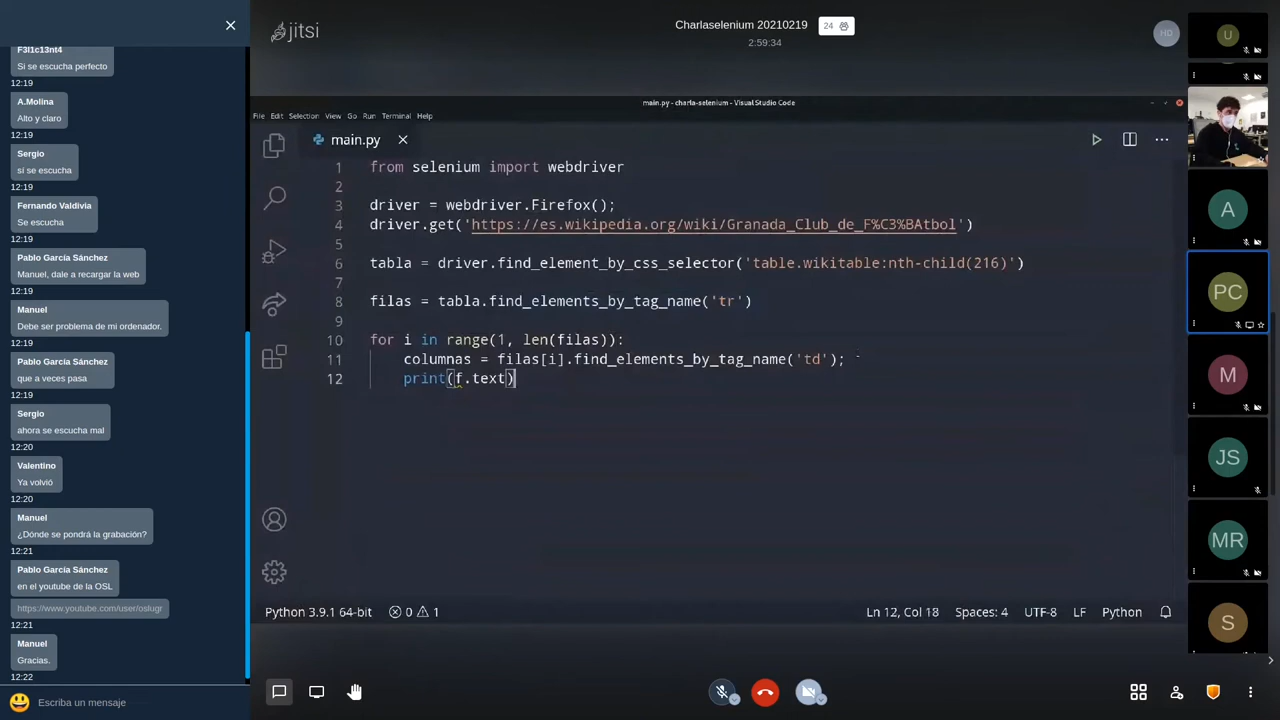 F3l1c13nt4
Si se escucha perfecto
12:19
A.Molina
Alto y claro
12:19
Sergio
sí se escucha
12:19
Fernando Valdivia
Se escucha
12:19
Pablo García Sánchez
Manuel, dale a recargar la web
12:19
Manuel
Debe ser problema de mi ordenador.
12:19
Pablo García Sánchez
que a veces pasa
12:19
Sergio
ahora se escucha mal
12:20
Valentino
Ya volvió
12:20
Manuel
¿Dónde se pondrá la grabación?
12:21
Pablo García Sánchez
en el youtube de la OSL
https://www.youtube.com/user/oslugr
12:21
Manuel
Gracias.
12:22
Escriba un mensaje
jitsi
Charlaselenium 20210219
24
2:59:34
HD
main.py - charla-selenium - Visual Studio Code
File Edit Selection View Go Run Terminal Help
main.py
1 from selenium import webdriver
2
3 driver = webdriver.Firefox();
4 driver.get('https://es.wikipedia.org/wiki/Granada_Club_de_F%C3%BAtbol')
5
6 tabla = driver.find_element_by_css_selector('table.wikitable:nth-child(216)')
7
8 filas = tabla.find_elements_by_tag_name('tr')
9
10 for i in range(1, len(filas)):
11 columnas = filas[i].find_elements_by_tag_name('td');
12 print(f.text)
Python 3.9.1 64-bit 0 1 Ln 12, Col 18 Spaces: 4 UTF-8 LF Python
U
A
PC
M
JS
MR
S